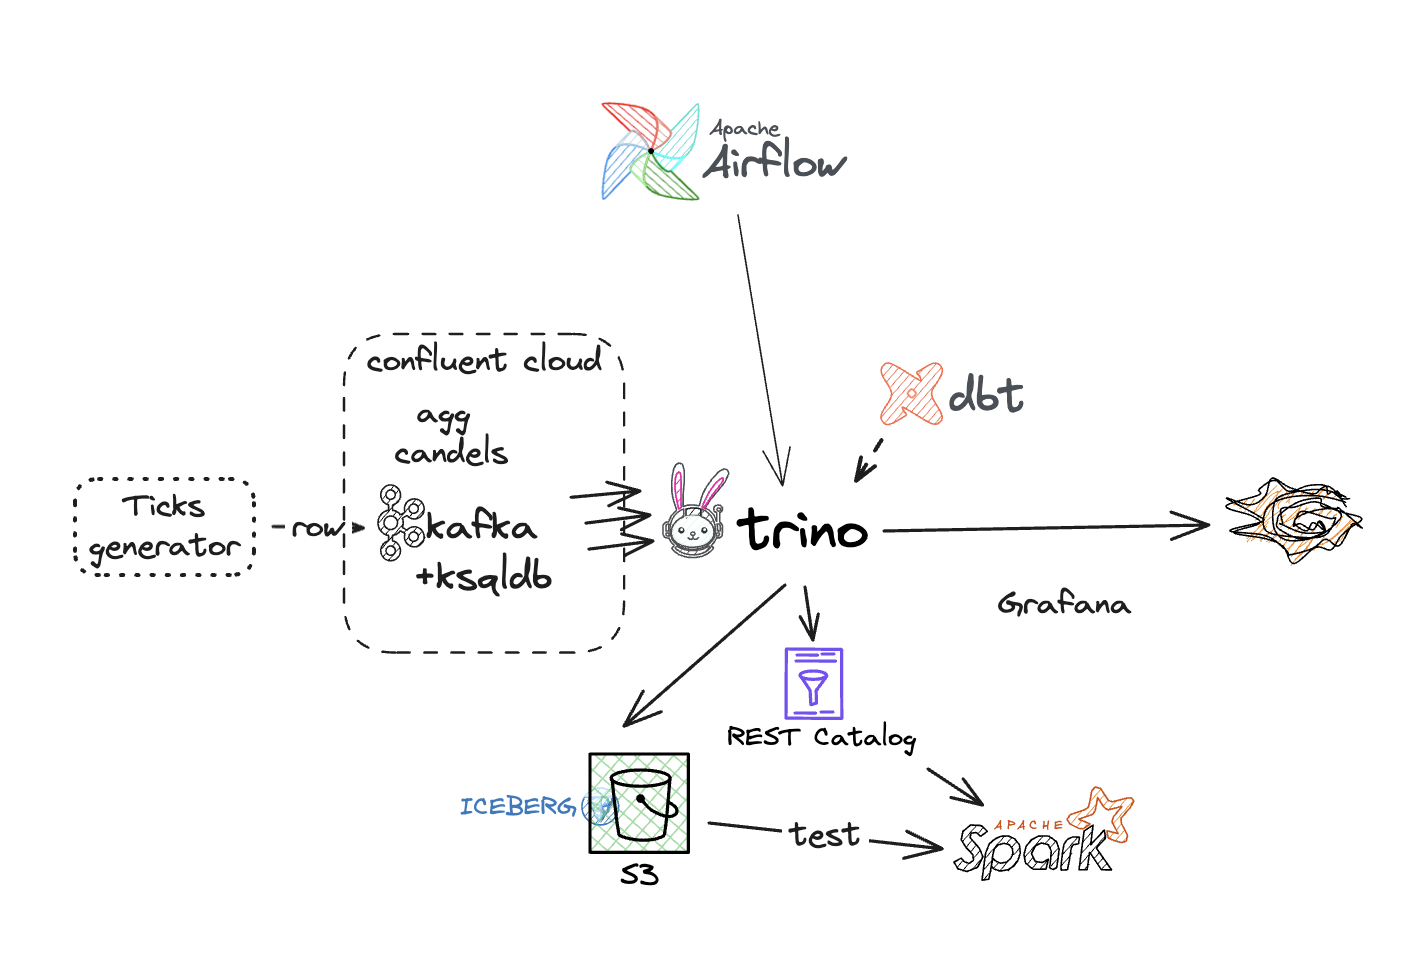 Apache
Airflow
confluent cloud
agg
candels
dbt
Ticks
generator
row
kafka
+ksqldb
trino
Grafana
REST Catalog
ICEBERG
S3
test
APACHE
Spark